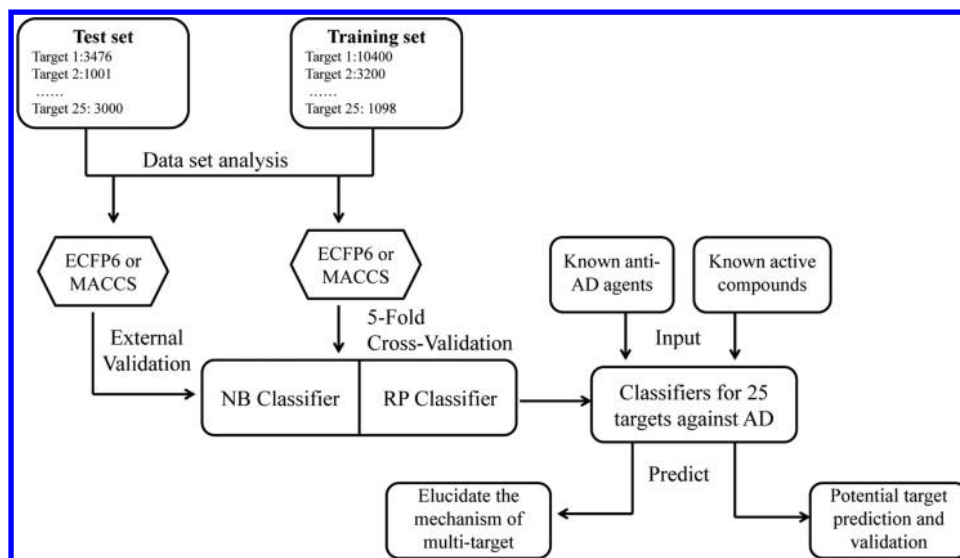 Test set
Target 1:3476
Target 2:1001
......
Target 25: 3000
Training set
Target 1:10400
Target 2:3200
......
Target 25: 1098
Data set analysis
ECFP6 or
MACCS
ECFP6 or
MACCS
Known anti-
AD agents
Known active
compounds
External
Validation
5-Fold
Cross-Validation
Input
NB Classifier
RP Classifier
Classifiers for 25
targets against AD
Predict
Elucidate the
mechanism of
multi-target
Potential target
prediction and
validation